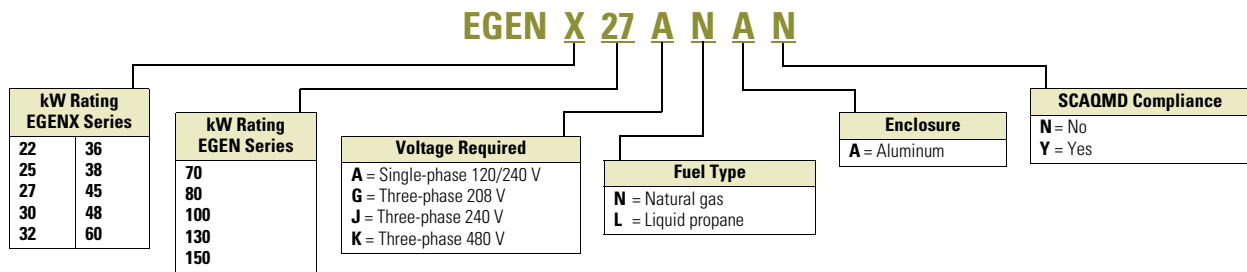 EGEN X 27 A N A N
kW Rating
EGENX Series
22 36
25 38
27 45
30 48
32 60
kW Rating
EGEN Series
70
80
100
130
150
Voltage Required
A = Single-phase 120/240 V
G = Three-phase 208 V
J = Three-phase 240 V
K = Three-phase 480 V
Fuel Type
N = Natural gas
L = Liquid propane
Enclosure
A = Aluminum
SCAQMD Compliance
N = No
Y = Yes